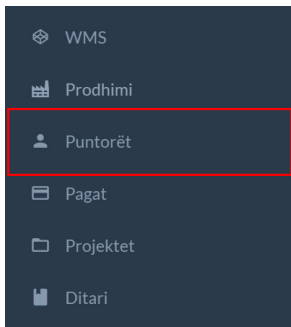 WMS
Prodhimi
Puntorët
Pagat
Projektet
Ditari